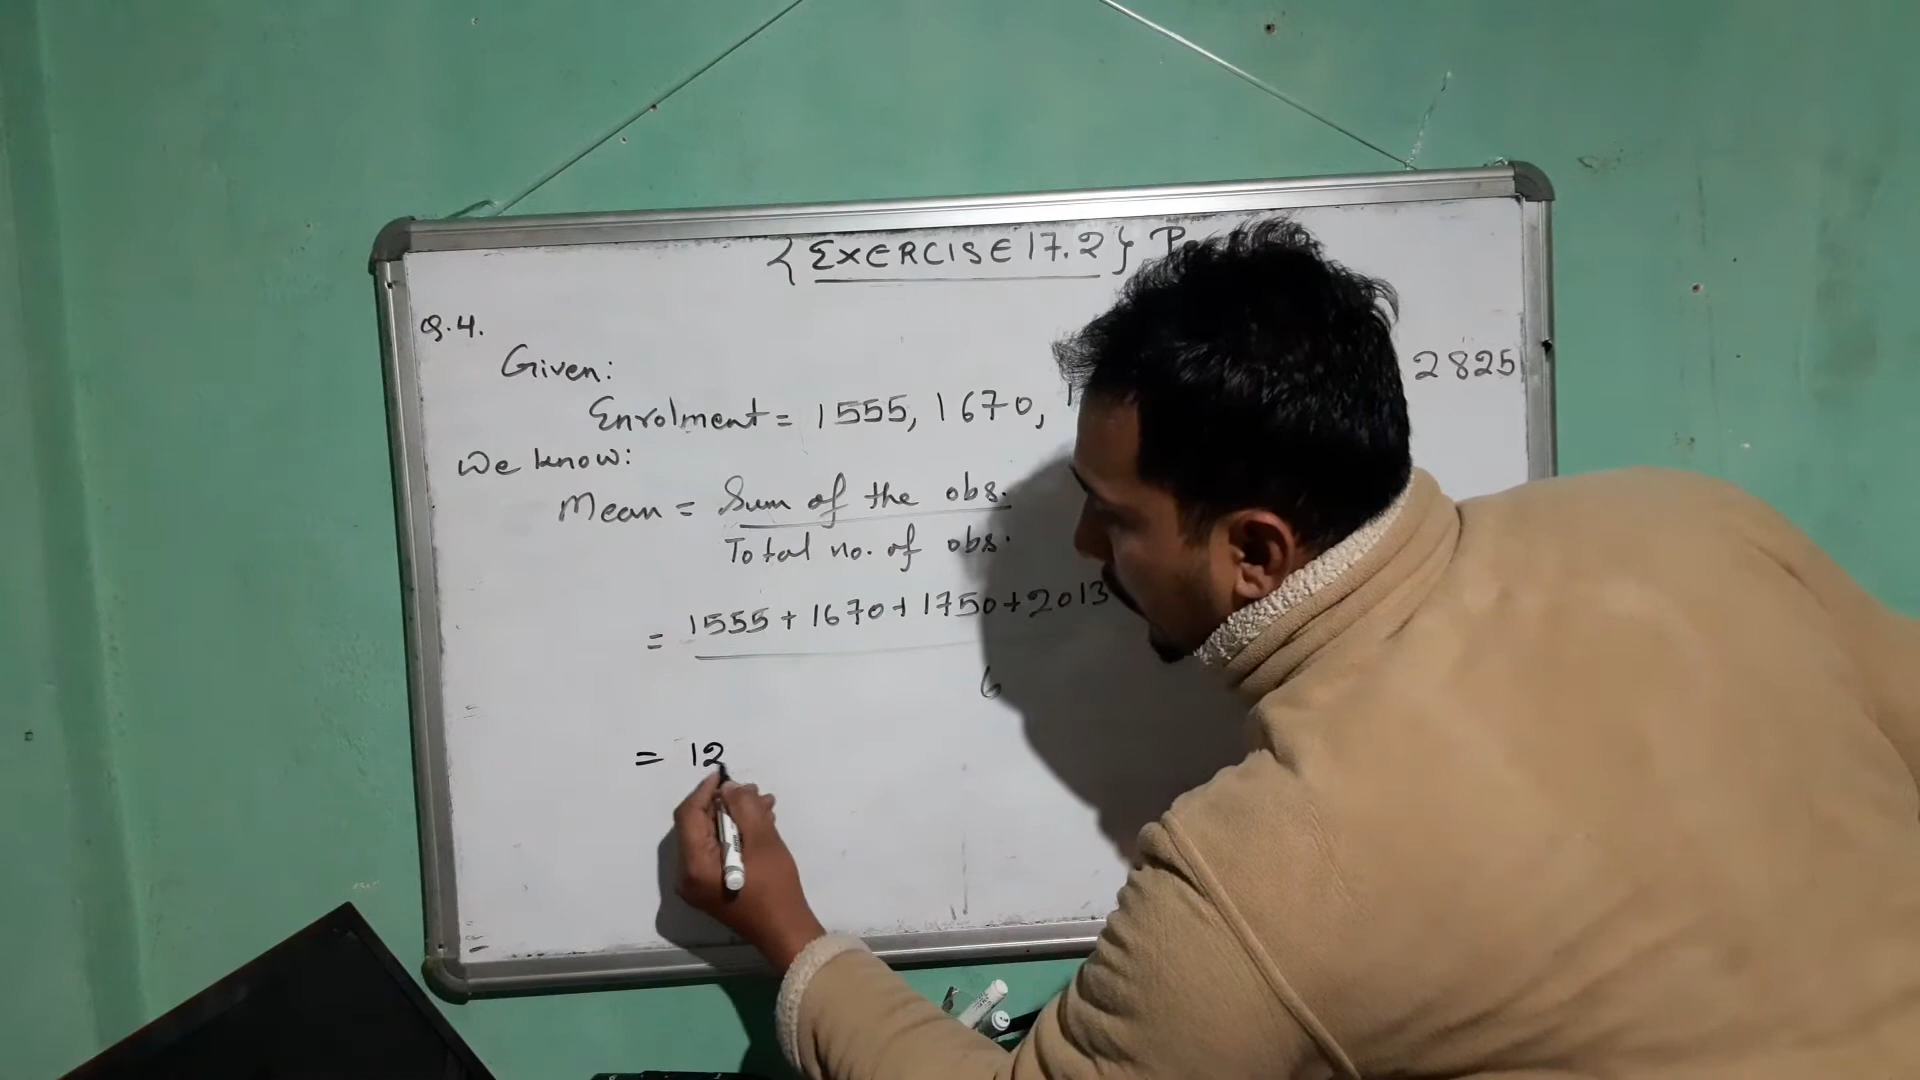 {EXERCISE 17.2}
Q.4.
Given:
Enrolment = 1555, 1670, 2825
We know:
Mean = Sum of the obs.
Total no. of obs.
= 1555 + 1670 + 1750 + 2013
6
= 12